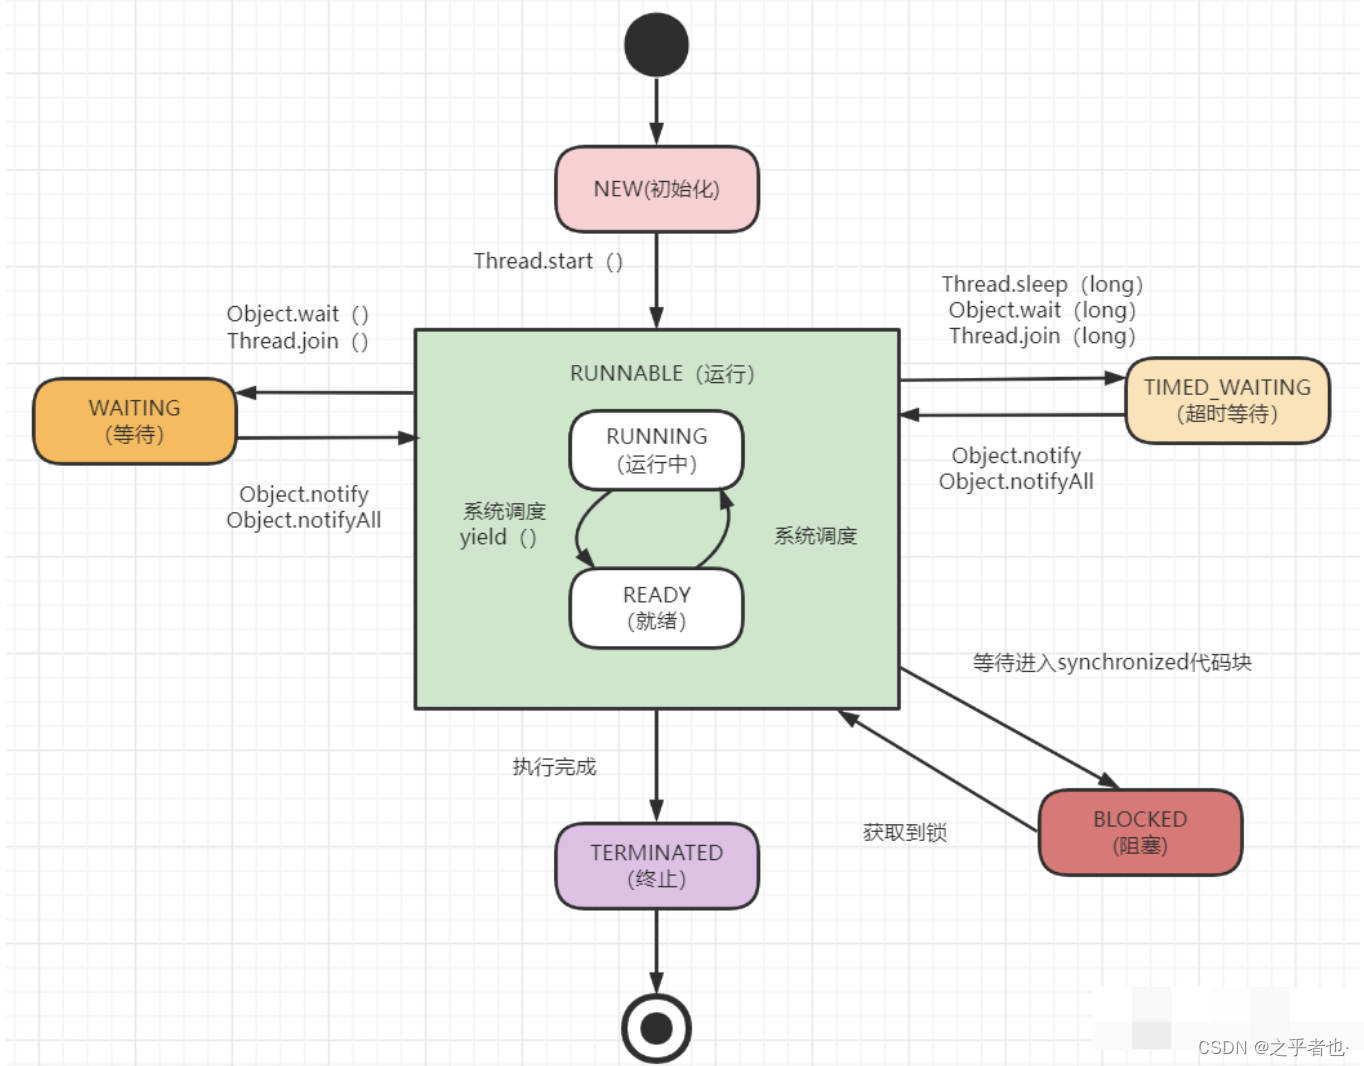 NEW(初始化)
Thread.start（）
Object.wait（）
Thread.join（）
Thread.sleep（long）
Object.wait（long）
Thread.join（long）
RUNNABLE（运行）
WAITING
（等待）
RUNNING
（运行中）
TIMED_WAITING
（超时等待）
Object.notify
Object.notifyAll
Object.notify
Object.notifyAll
系统调度
yield（）
系统调度
READY
（就绪）
等待进入synchronized代码块
执行完成
获取到锁
BLOCKED
(阻塞)
TERMINATED
（终止）
CSDN @之乎者也·